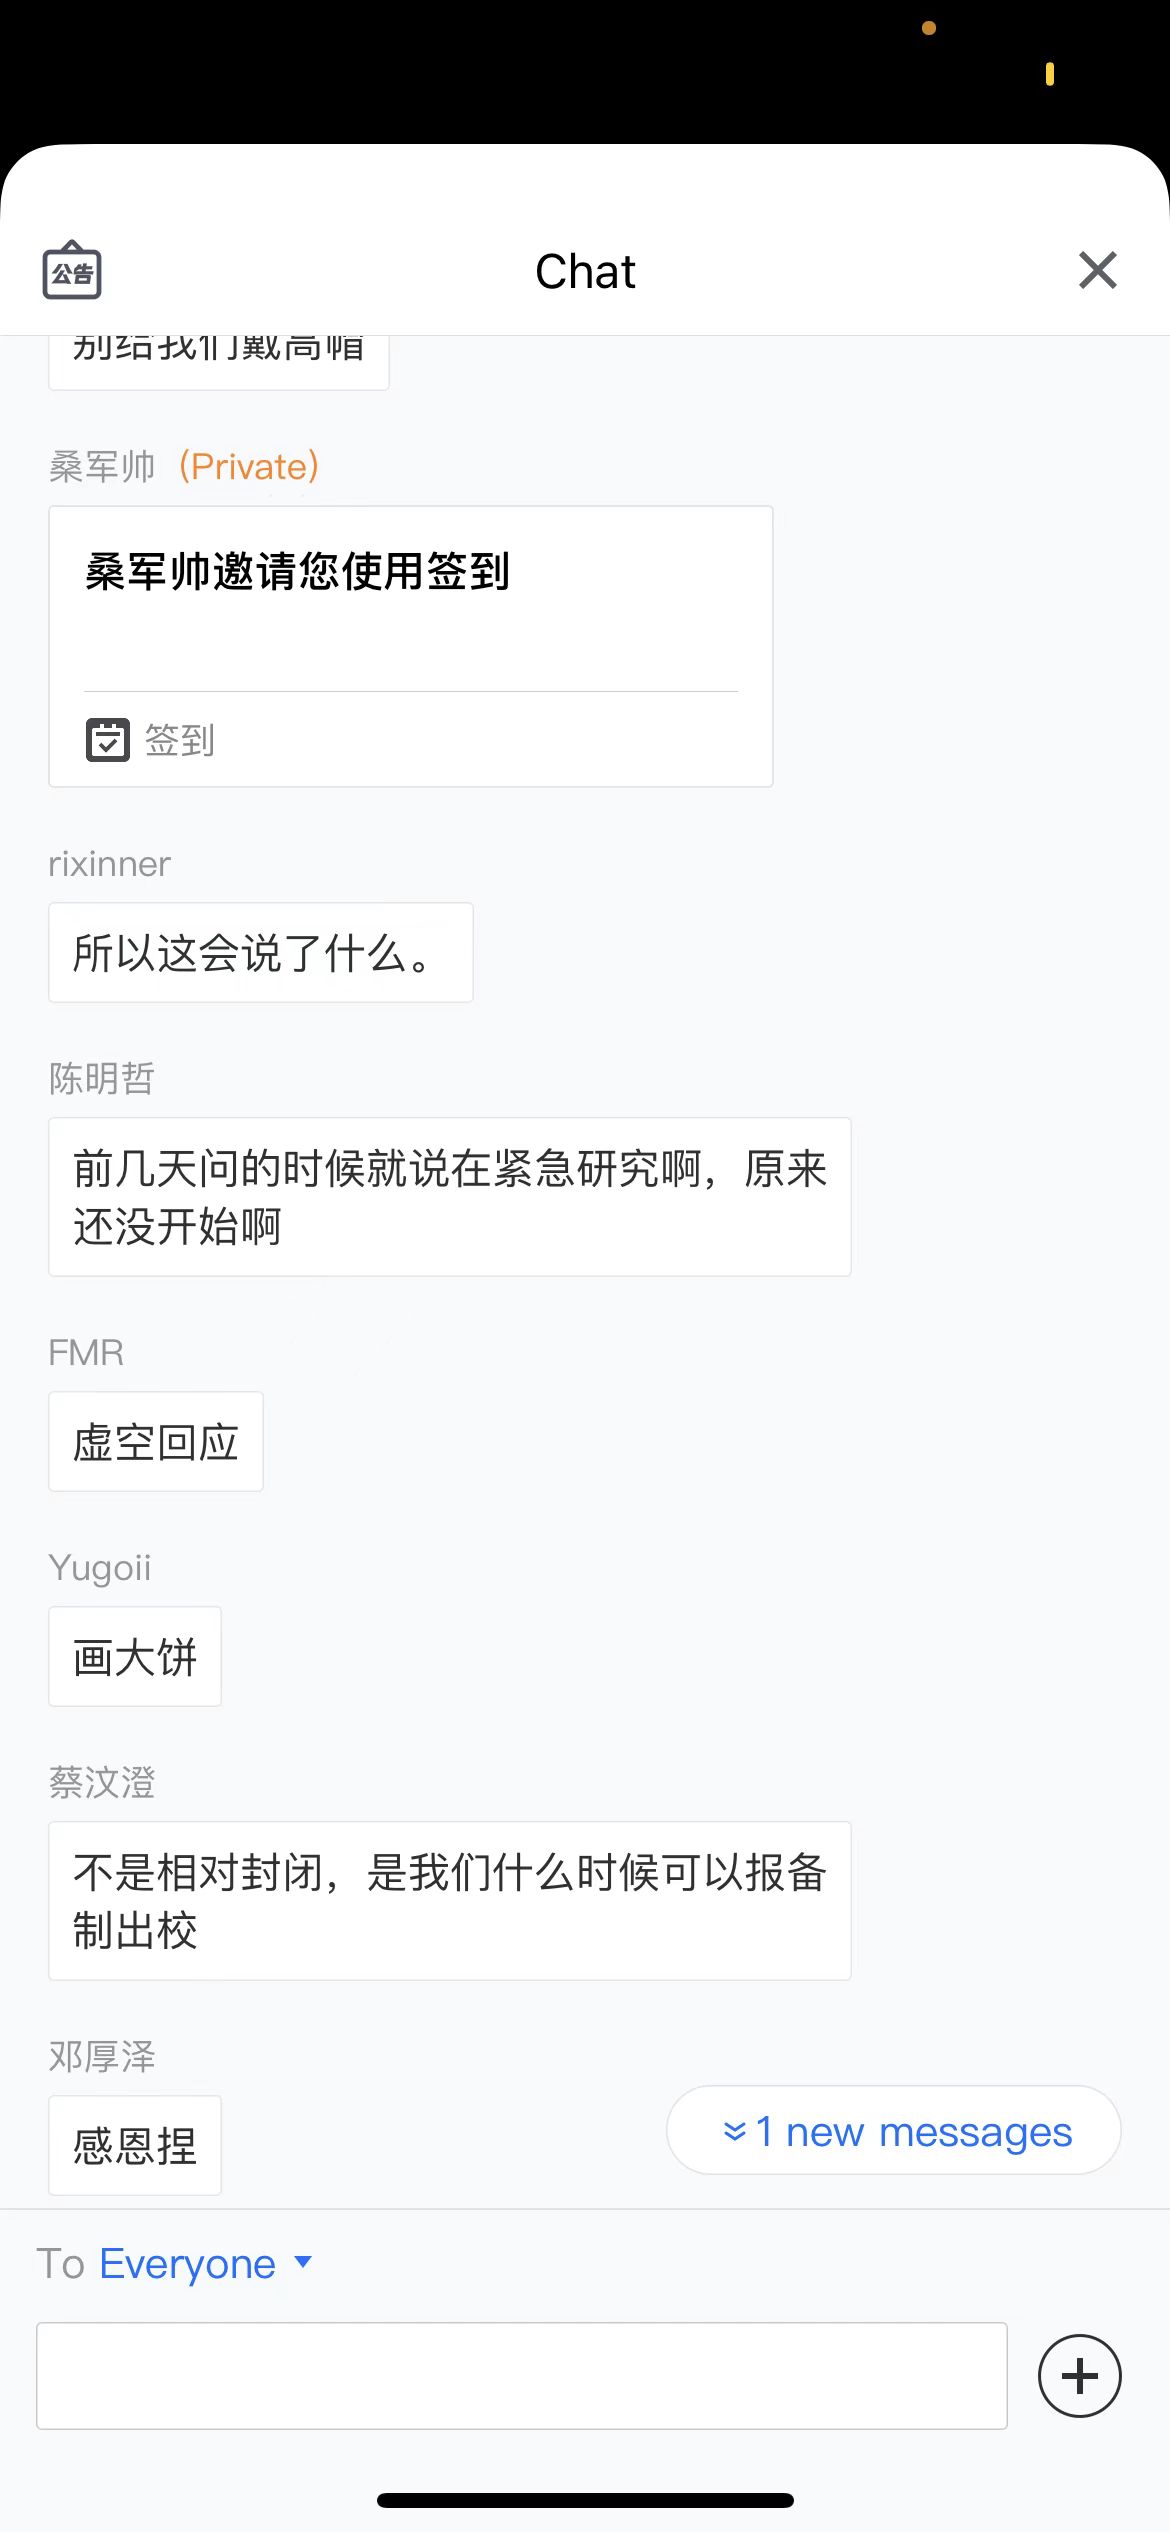 公告
Chat
别给我们戴高帽
桑军帅 (Private)
桑军帅邀请您使用签到
签到
rixinner
所以这会说了什么。
陈明哲
前几天问的时候就说在紧急研究啊，原来
还没开始啊
FMR
虚空回应
Yugoii
画大饼
蔡汶澄
不是相对封闭，是我们什么时候可以报备
制出校
邓厚泽
感恩捏
1 new messages
To Everyone